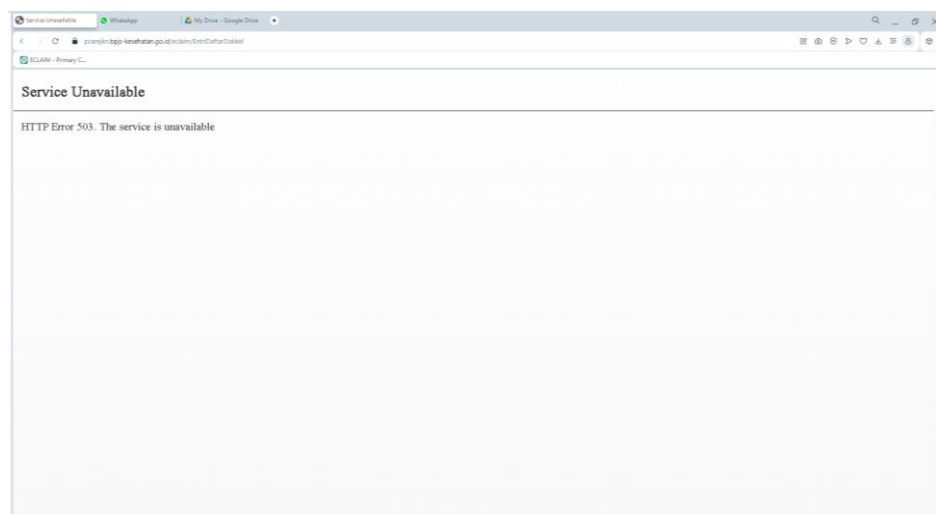 Service Unavailable
WhatsApp
My Drive - Google Drive
pcarejkn.bpjs-kesehatan.go.id/eclaim/EntriDaftarDokkel
ECLAIM - Primary C...
Service Unavailable
HTTP Error 503. The service is unavailable